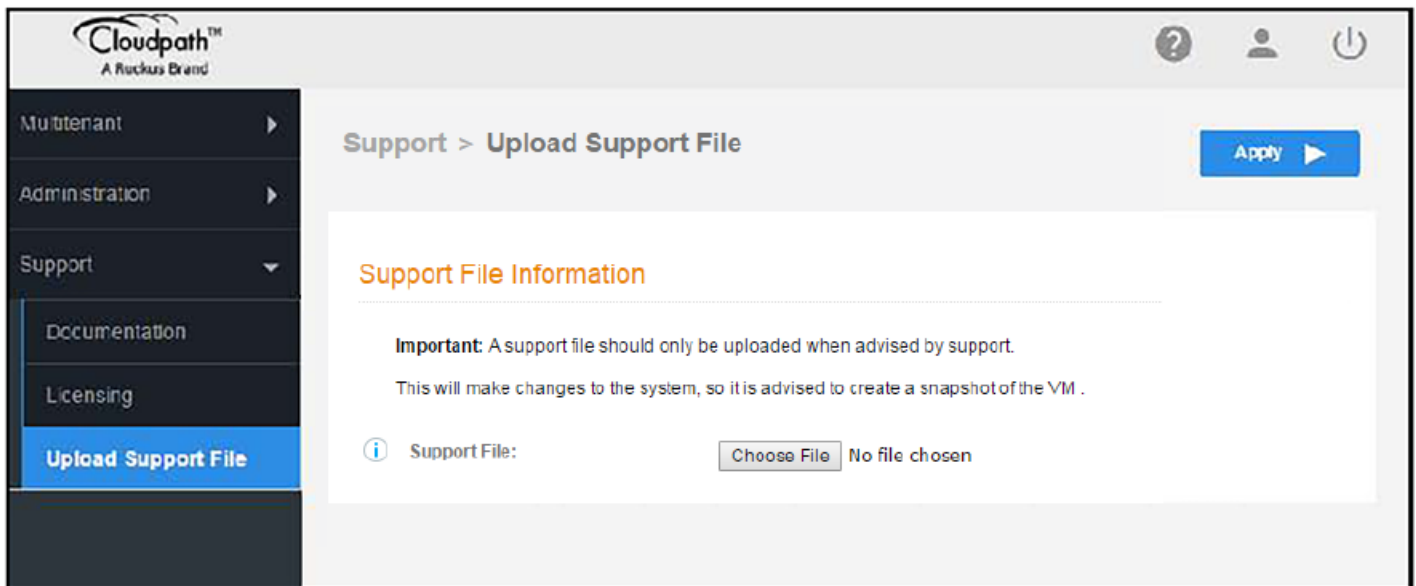 Cloudpath™
A Ruckus Brand
Multitenant
Administration
Support
Documentation
Licensing
Upload Support File
Support > Upload Support File
Apply
Support File Information
Important: A support file should only be uploaded when advised by support.
This will make changes to the system, so it is advised to create a snapshot of the VM .
Support File:
Choose File No file chosen